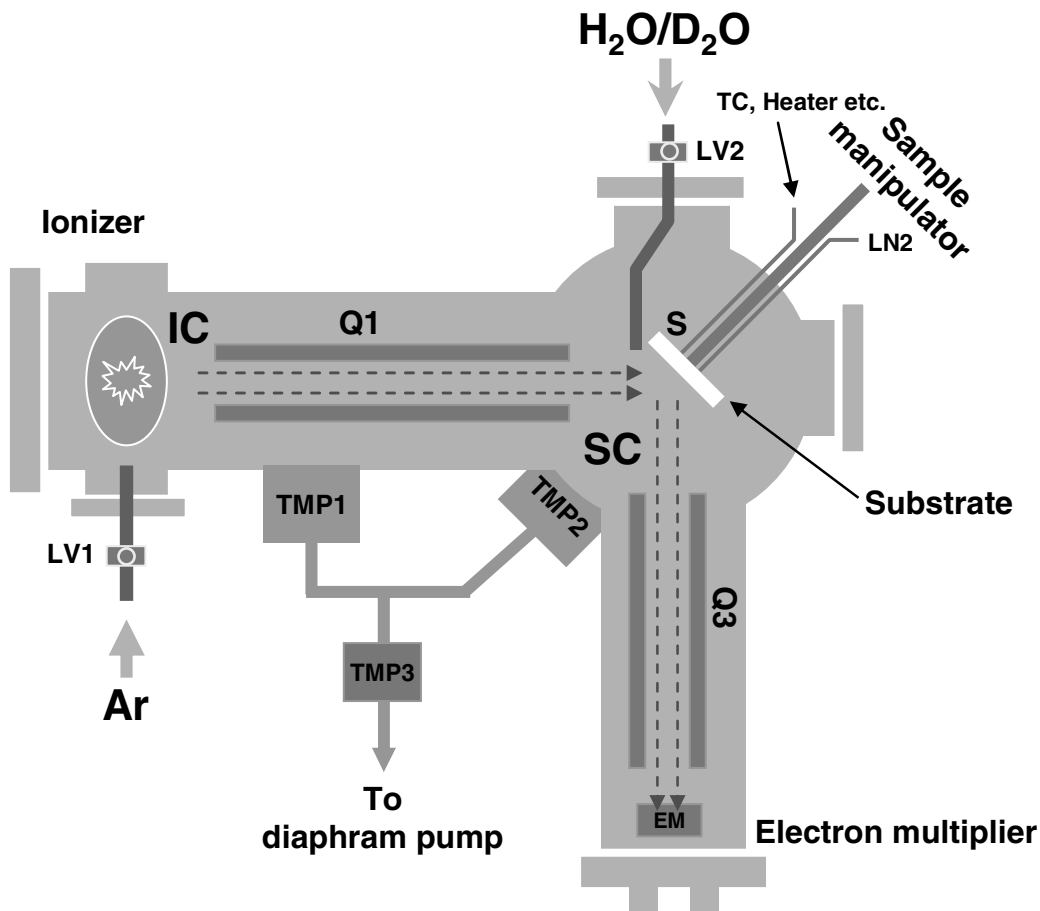 H₂O/D₂O
TC, Heater etc.
LV2
Sample
manipulator
Ionizer
LN2
IC
Q1
S
SC
TMP1
TMP2
Substrate
LV1
Q3
TMP3
Ar
To
diaphram pump
EM
Electron multiplier